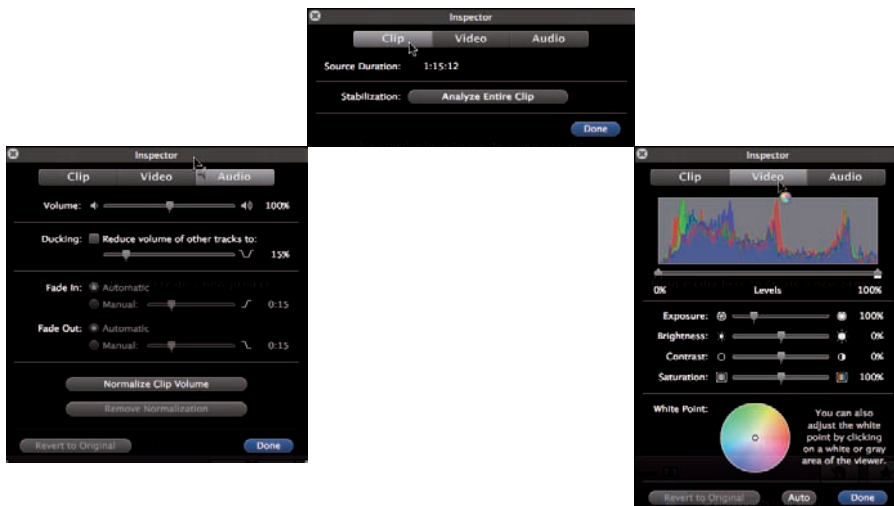 Inspector
Clip Video Audio
Source Duration: 1:15:12
Stabilization: Analyze Entire Clip
Done
Inspector
Clip Video Audio
Volume: 100%
Ducking: Reduce volume of other tracks to:
15%
Fade In: Automatic
Manual: 0:15
Fade Out: Automatic
Manual: 0:15
Normalize Clip Volume
Remove Normalization
Revert to Original Done
Inspector
Clip Video Audio
0% Levels 100%
Exposure: 100%
Brightness: 0%
Contrast: 0%
Saturation: 100%
White Point: You can also
adjust the white
point by clicking
on a white or gray
area of the viewer.
Revert to Original Auto Done